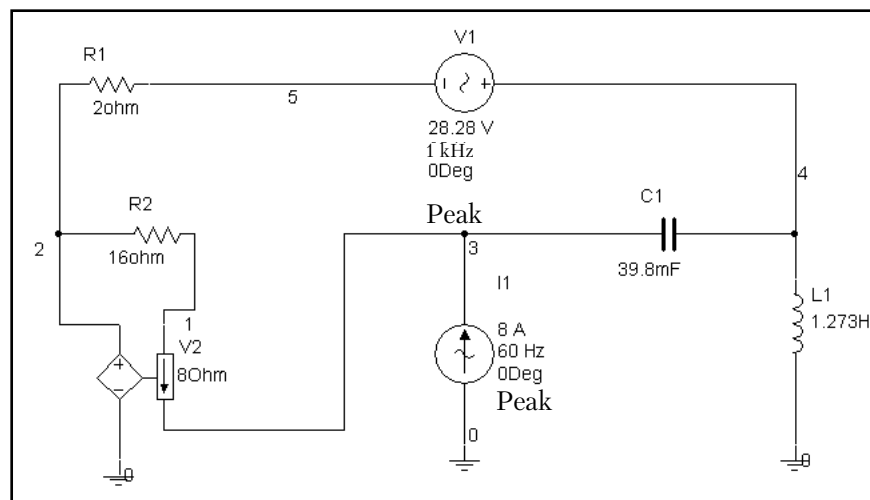 V1
R1
5
2ohm
28.28 V
1 kHz
0Deg
4
R2
Peak
C1
2
3
16ohm
39.8mF
I1
L1
1
8 A
1.273H
V2
60 Hz
8Ohm
0Deg
Peak
0
0
0